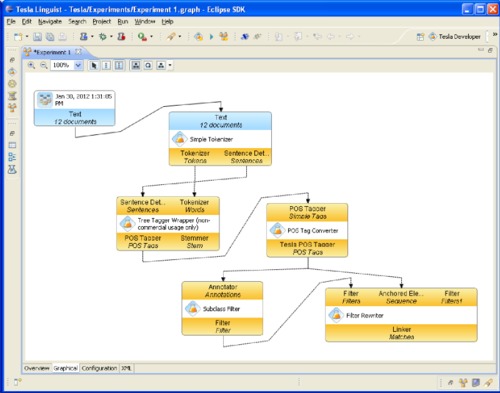 Tesla Linguist - Tesla/Experiments/Experiment 1.graph - Eclipse SDK
File Edit Navigate Search Project Run Window Help
Tesla Developer
*Experiment 1
100%
Jan 30, 2012 1:31:05
PM
Text
12 documents
Text
12 documents
Simple Tokenizer
Tokenizer Sentence Det...
Tokens Sentences
Sentence Det... Tokenizer
Sentences Words
Tree Tagger Wrapper (non-
commercial usage only)
POS Tagger Stemmer
POS Tags Stem
POS Tagger
Simple Tags
POS Tag Converter
Tesla POS Tagger
POS Tags
Annotator
Annotations
Subclass Filter
Filter
Filter
Filter Anchored Ele... Filter
Filters Sequence Filters1
Filter Rewriter
Linker
Matches
Overview Graphical Configuration XML